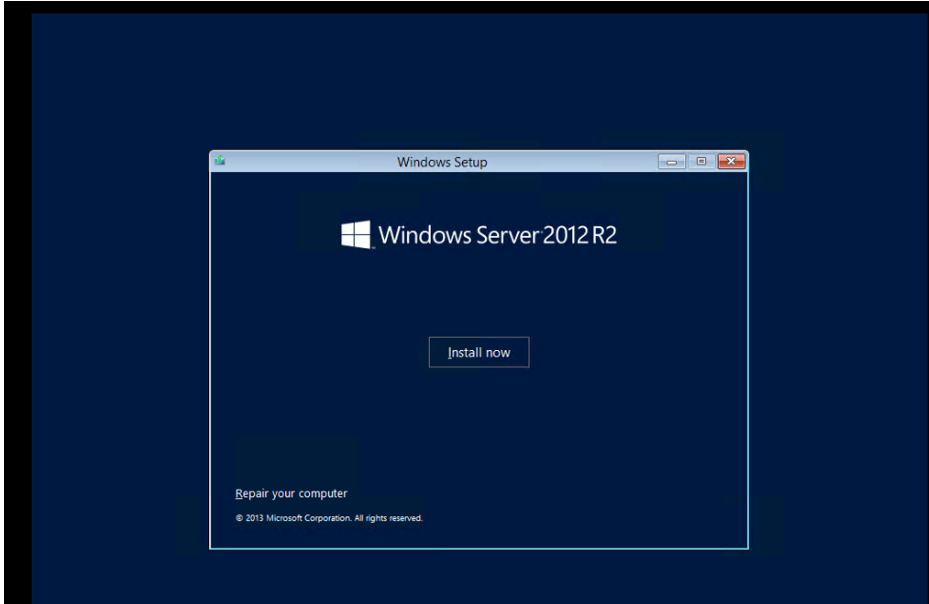 Windows Setup
Windows Server 2012 R2
Install now
Repair your computer
© 2013 Microsoft Corporation. All rights reserved.